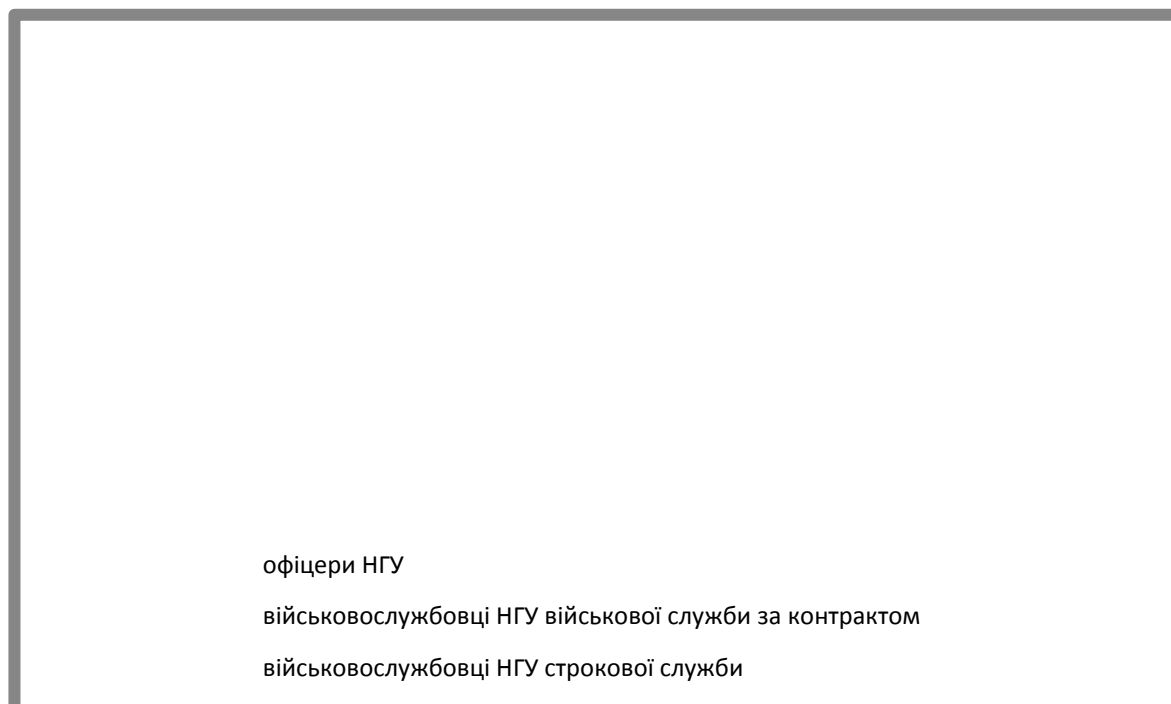 офіцери НГУ
військовослужбовці НГУ військової служби за контрактом
військовослужбовці НГУ строкової служби